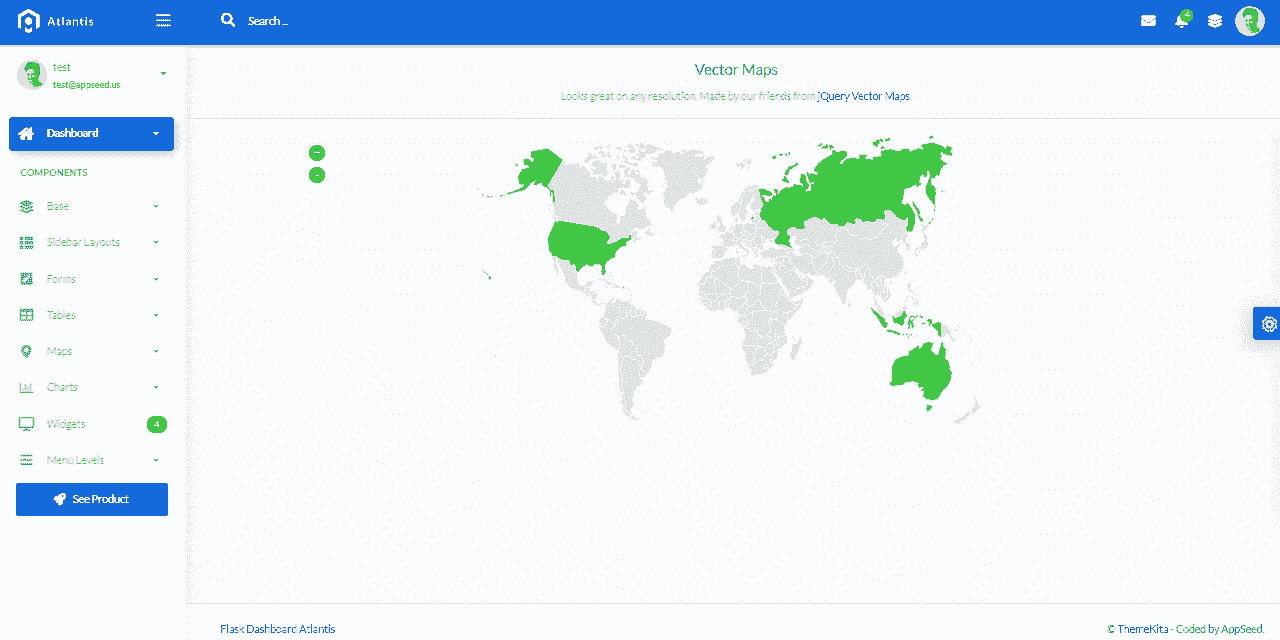 Atlantis
Search ...
4
test
test@appseed.us
Vector Maps
Looks great on any resolution. Made by our friends from jQuery Vector Maps.
Dashboard
COMPONENTS
Base
Sidebar Layouts
Forms
Tables
Maps
Charts
Widgets 4
Menu Levels
See Product
+
-
Flask Dashboard Atlantis
© ThemeKita - Coded by AppSeed.